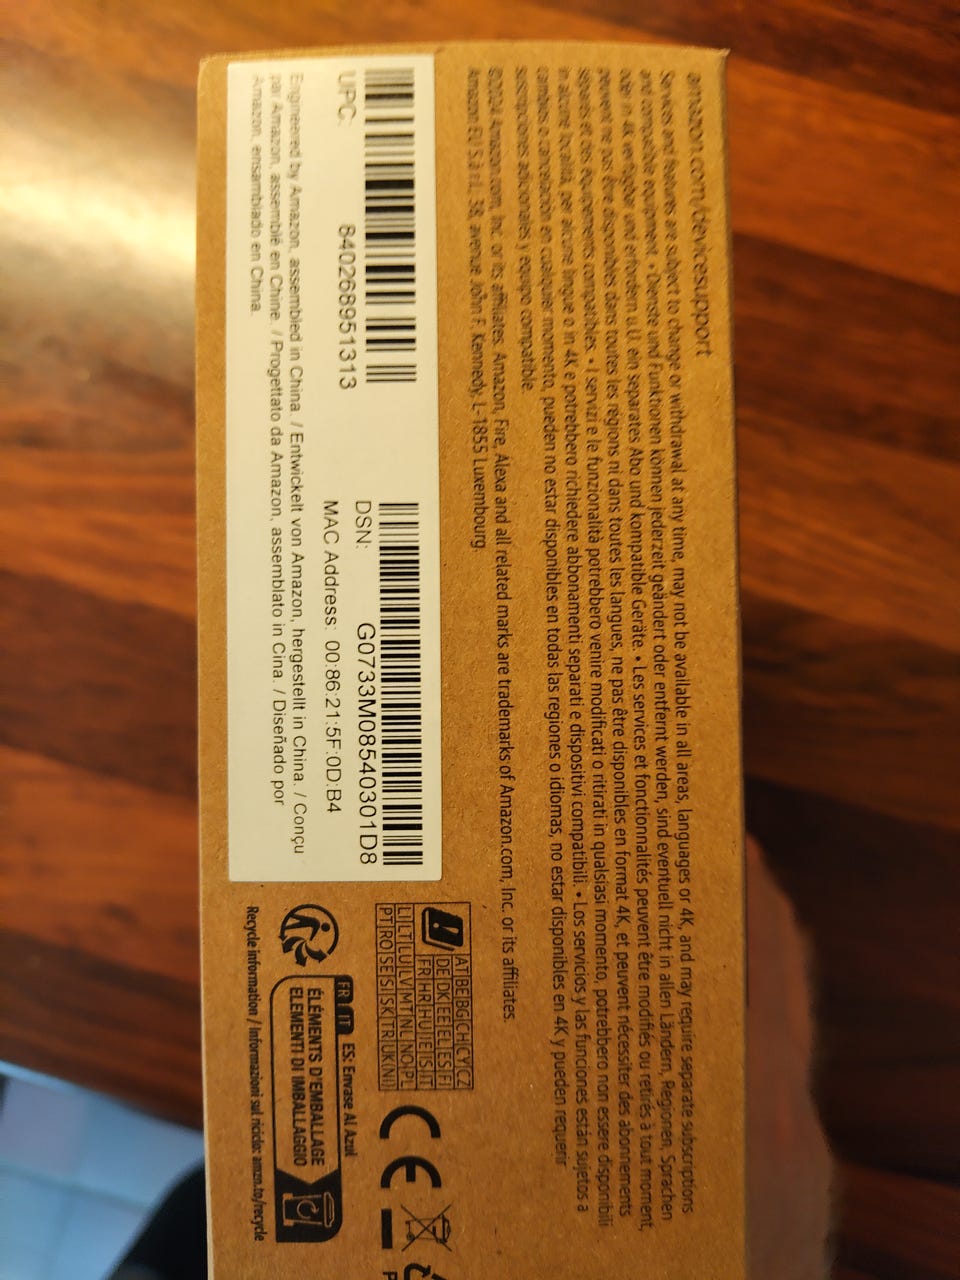 amazon.com/devicesupport
Services and features are subject to change or withdrawal at any time, may not be available in all areas, languages or 4K, and may require separate subscriptions
and compatible equipment. • Dienste und Funktionen können jederzeit geändert oder entfernt werden, sind eventuell nicht in allen Ländern, Regionen, Sprachen
oder in 4K verfügbar und erfordern u.U. ein separates Abo und kompatible Geräte. • Les services et fonctionnalités peuvent être modifiés ou retirés à tout moment,
peuvent ne pas être disponibles dans toutes les régions ni dans toutes les langues, ne pas être disponibles en format 4K, et peuvent nécessiter des abonnements
séparés et des équipements compatibles. • I servizi e le funzionalità potrebbero venire modificati o ritirati in qualsiasi momento, potrebbero non essere disponibili
in alcune località, per alcune lingue o in 4K e potrebbero richiedere abbonamenti separati e dispositivi compatibili. • Los servicios y las funciones están sujetos a
cambios o cancelación en cualquier momento, pueden no estar disponibles en todas las regiones o idiomas, no estar disponibles en 4K y pueden requerir
suscripciones adicionales y equipo compatible.
©2024 Amazon.com, Inc. or its affiliates. Amazon, Fire, Alexa and all related marks are trademarks of Amazon.com, Inc. or its affiliates.
Amazon EU S.à r.l., 38, avenue John F. Kennedy, L-1855 Luxembourg
UPC: 840268951313
DSN: G0733M08540301D8
MAC Address: 00:86:21:5F:0D:B4
Engineered by Amazon, assembled in China. / Entwickelt von Amazon, hergestellt in China. / Conçu
par Amazon, assemblé en Chine. / Progettato da Amazon, assemblato in Cina. / Diseñado por
Amazon, ensamblado en China.
AT BE BG CH CY CZ
DE DK EE EL ES FI
FR HR HU IE IS IT
LI LT LU LV MT NL NO PL
PT RO SE SI SK TR UK(NI)
CE
FR IT ES: Envase Al Azul
ÉLÉMENTS D'EMBALLAGE
ELEMENTI DI IMBALLAGGIO
Recycle information / Informazioni sul riciclo: amzn.to/recycle